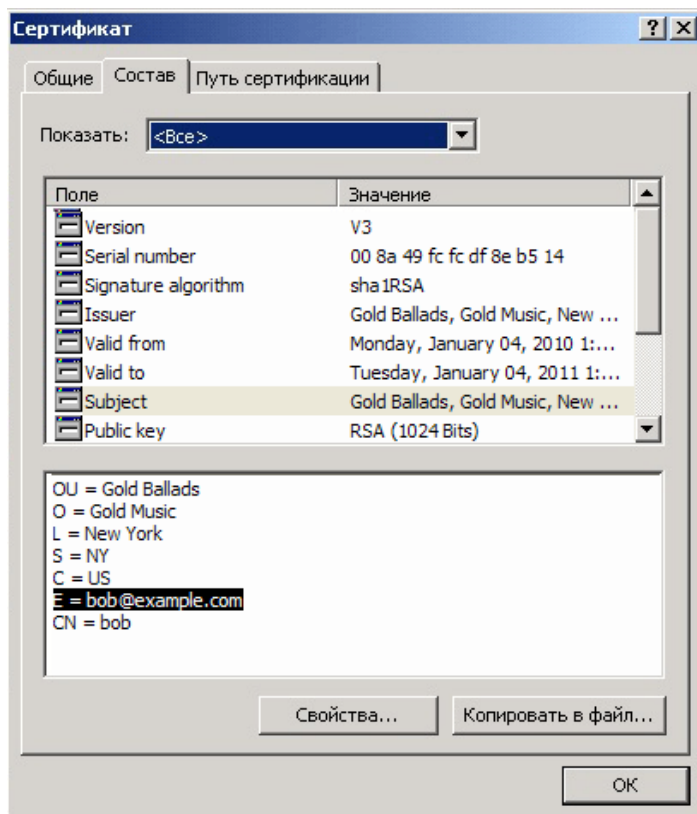 Сертификат
Общие Состав Путь сертификации
Показать: <Все>
Поле Значение
Version V3
Serial number 00 8a 49 fc fc df 8e b5 14
Signature algorithm sha1RSA
Issuer Gold Ballads, Gold Music, New ...
Valid from Monday, January 04, 2010 1:...
Valid to Tuesday, January 04, 2011 1:...
Subject Gold Ballads, Gold Music, New ...
Public key RSA (1024 Bits)
OU = Gold Ballads
O = Gold Music
L = New York
S = NY
C = US
E = bob@example.com
CN = bob
Свойства... Копировать в файл...
ОК